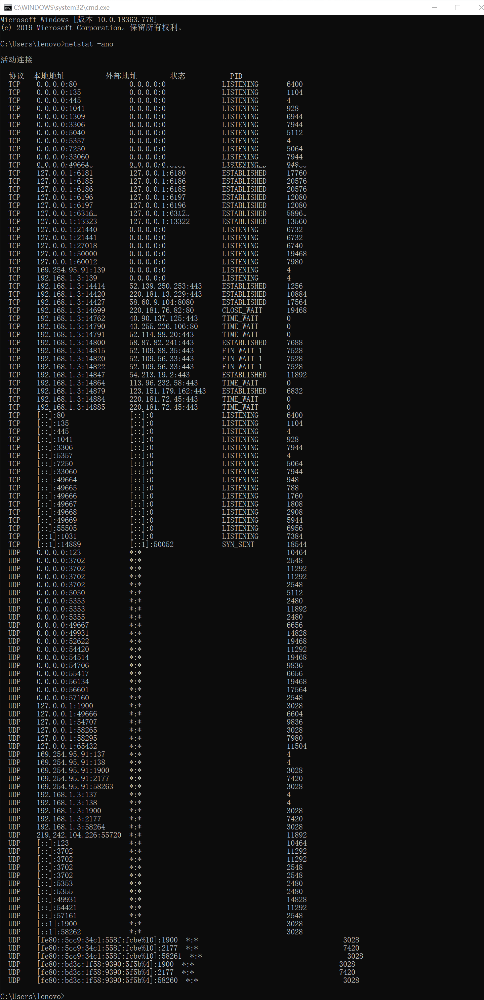 C:\WINDOWS\system32\cmd.exe
Microsoft Windows [版本 10.0.18363.778]
(c) 2019 Microsoft Corporation。保留所有权利。
C:\Users\lenovo>netstat -ano
活动连接
协议 本地地址 外部地址 状态 PID
TCP 0.0.0.0:80 0.0.0.0:0 LISTENING 6400
TCP 0.0.0.0:135 0.0.0.0:0 LISTENING 1104
TCP 0.0.0.0:445 0.0.0.0:0 LISTENING 4
TCP 0.0.0.0:1041 0.0.0.0:0 LISTENING 928
TCP 0.0.0.0:1309 0.0.0.0:0 LISTENING 6944
TCP 0.0.0.0:3306 0.0.0.0:0 LISTENING 7944
TCP 0.0.0.0:5040 0.0.0.0:0 LISTENING 5112
TCP 0.0.0.0:5357 0.0.0.0:0 LISTENING 4
TCP 0.0.0.0:7250 0.0.0.0:0 LISTENING 5064
TCP 0.0.0.0:33060 0.0.0.0:0 LISTENING 7944
TCP
TCP 127.0.0.1:6181 127.0.0.1:6180 ESTABLISHED 17760
TCP 127.0.0.1:6185 127.0.0.1:6186 ESTABLISHED 20576
TCP 127.0.0.1:6186 127.0.0.1:6185 ESTABLISHED 20576
TCP 127.0.0.1:6196 127.0.0.1:6197 ESTABLISHED 12080
TCP 127.0.0.1:6197 127.0.0.1:6196 ESTABLISHED 12080
TCP ESTABLISHED
TCP 127.0.0.1:13323 127.0.0.1:13322 ESTABLISHED 13560
TCP 127.0.0.1:21440 0.0.0.0:0 LISTENING 6732
TCP 127.0.0.1:21441 0.0.0.0:0 LISTENING 6732
TCP 127.0.0.1:27018 0.0.0.0:0 LISTENING 6740
TCP 127.0.0.1:50000 0.0.0.0:0 LISTENING 19468
TCP 127.0.0.1:60012 0.0.0.0:0 LISTENING 7980
TCP 169.254.95.91:139 0.0.0.0:0 LISTENING 4
TCP 192.168.1.3:139 0.0.0.0:0 LISTENING 4
TCP 192.168.1.3:14414 52.139.250.253:443 ESTABLISHED 1256
TCP 192.168.1.3:14420 220.181.13.229:443 ESTABLISHED 10884
TCP 192.168.1.3:14427 58.60.9.104:8080 ESTABLISHED 17564
TCP 192.168.1.3:14699 220.181.76.82:80 CLOSE_WAIT 19468
TCP 192.168.1.3:14762 40.90.137.125:443 TIME_WAIT 0
TCP 192.168.1.3:14790 43.255.226.106:80 TIME_WAIT 0
TCP 192.168.1.3:14791 52.114.88.20:443 TIME_WAIT 0
TCP 192.168.1.3:14800 58.87.82.241:443 ESTABLISHED 7688
TCP 192.168.1.3:14815 52.109.88.35:443 FIN_WAIT_1 7528
TCP 192.168.1.3:14820 52.109.56.33:443 FIN_WAIT_1 7528
TCP 192.168.1.3:14822 52.109.56.33:443 FIN_WAIT_1 7528
TCP 192.168.1.3:14847 54.213.19.2:443 ESTABLISHED 11892
TCP 192.168.1.3:14864 113.96.232.58:443 TIME_WAIT 0
TCP 192.168.1.3:14879 123.151.179.162:443 ESTABLISHED 6832
TCP 192.168.1.3:14884 220.181.72.45:443 TIME_WAIT 0
TCP 192.168.1.3:14885 220.181.72.45:443 TIME_WAIT 0
TCP [::]:80 [::]:0 LISTENING 6400
TCP [::]:135 [::]:0 LISTENING 1104
TCP [::]:445 [::]:0 LISTENING 4
TCP [::]:1041 [::]:0 LISTENING 928
TCP [::]:3306 [::]:0 LISTENING 7944
TCP [::]:5357 [::]:0 LISTENING 4
TCP [::]:7250 [::]:0 LISTENING 5064
TCP [::]:33060 [::]:0 LISTENING 7944
TCP [::]:49664 [::]:0 LISTENING 948
TCP [::]:49665 [::]:0 LISTENING 788
TCP [::]:49666 [::]:0 LISTENING 1760
TCP [::]:49667 [::]:0 LISTENING 1808
TCP [::]:49668 [::]:0 LISTENING 2908
TCP [::]:49669 [::]:0 LISTENING 5944
TCP [::]:55505 [::]:0 LISTENING 6956
TCP [::1]:1031 [::]:0 LISTENING 7384
TCP [::1]:14889 [::1]:50052 SYN_SENT 18544
UDP 0.0.0.0:123 *:* 10464
UDP 0.0.0.0:3702 *:* 2548
UDP 0.0.0.0:3702 *:* 11292
UDP 0.0.0.0:3702 *:* 11292
UDP 0.0.0.0:3702 *:* 2548
UDP 0.0.0.0:5050 *:* 5112
UDP 0.0.0.0:5353 *:* 2480
UDP 0.0.0.0:5353 *:* 11892
UDP 0.0.0.0:5355 *:* 2480
UDP 0.0.0.0:49667 *:* 6656
UDP 0.0.0.0:49931 *:* 14828
UDP 0.0.0.0:52622 *:* 19468
UDP 0.0.0.0:54420 *:* 11292
UDP 0.0.0.0:54514 *:* 19468
UDP 0.0.0.0:54706 *:* 9836
UDP 0.0.0.0:55417 *:* 6656
UDP 0.0.0.0:56134 *:* 19468
UDP 0.0.0.0:56601 *:* 17564
UDP 0.0.0.0:57160 *:* 2548
UDP 127.0.0.1:1900 *:* 3028
UDP 127.0.0.1:49666 *:* 6604
UDP 127.0.0.1:54707 *:* 9836
UDP 127.0.0.1:58265 *:* 3028
UDP 127.0.0.1:58295 *:* 7980
UDP 127.0.0.1:65432 *:* 11504
UDP 169.254.95.91:137 *:* 4
UDP 169.254.95.91:138 *:* 4
UDP 169.254.95.91:1900 *:* 3028
UDP 169.254.95.91:2177 *:* 7420
UDP 169.254.95.91:58263 *:* 3028
UDP 192.168.1.3:137 *:* 4
UDP 192.168.1.3:138 *:* 4
UDP 192.168.1.3:1900 *:* 3028
UDP 192.168.1.3:2177 *:* 7420
UDP 192.168.1.3:58264 *:* 3028
UDP 219.242.104.226:55720 *:* 11892
UDP [::]:123 *:* 10464
UDP [::]:3702 *:* 11292
UDP [::]:3702 *:* 11292
UDP [::]:3702 *:* 2548
UDP [::]:3702 *:* 2548
UDP [::]:5353 *:* 2480
UDP [::]:5355 *:* 2480
UDP [::]:49931 *:* 14828
UDP [::]:54421 *:* 11292
UDP [::]:57161 *:* 2548
UDP [::1]:1900 *:* 3028
UDP [::1]:58262 *:* 3028
UDP [fe80::5cc9:34c1:558f:fcbe%10]:1900 *:* 3028
UDP [fe80::5cc9:34c1:558f:fcbe%10]:2177 *:* 7420
UDP [fe80::5cc9:34c1:558f:fcbe%10]:58261 *:* 3028
UDP [fe80::bd3c:1f58:9390:5f5b%4]:1900 *:* 3028
UDP [fe80::bd3c:1f58:9390:5f5b%4]:2177 *:* 7420
UDP [fe80::bd3c:1f58:9390:5f5b%4]:58260 *:* 3028
C:\Users\lenovo>